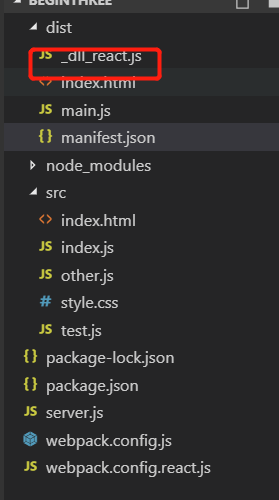 BEGINTHREE
dist
JS _dll_react.js
<> index.html
JS main.js
{} manifest.json
node_modules
src
<> index.html
JS index.js
JS other.js
# style.css
JS test.js
{} package-lock.json
{} package.json
JS server.js
webpack.config.js
JS webpack.config.react.js